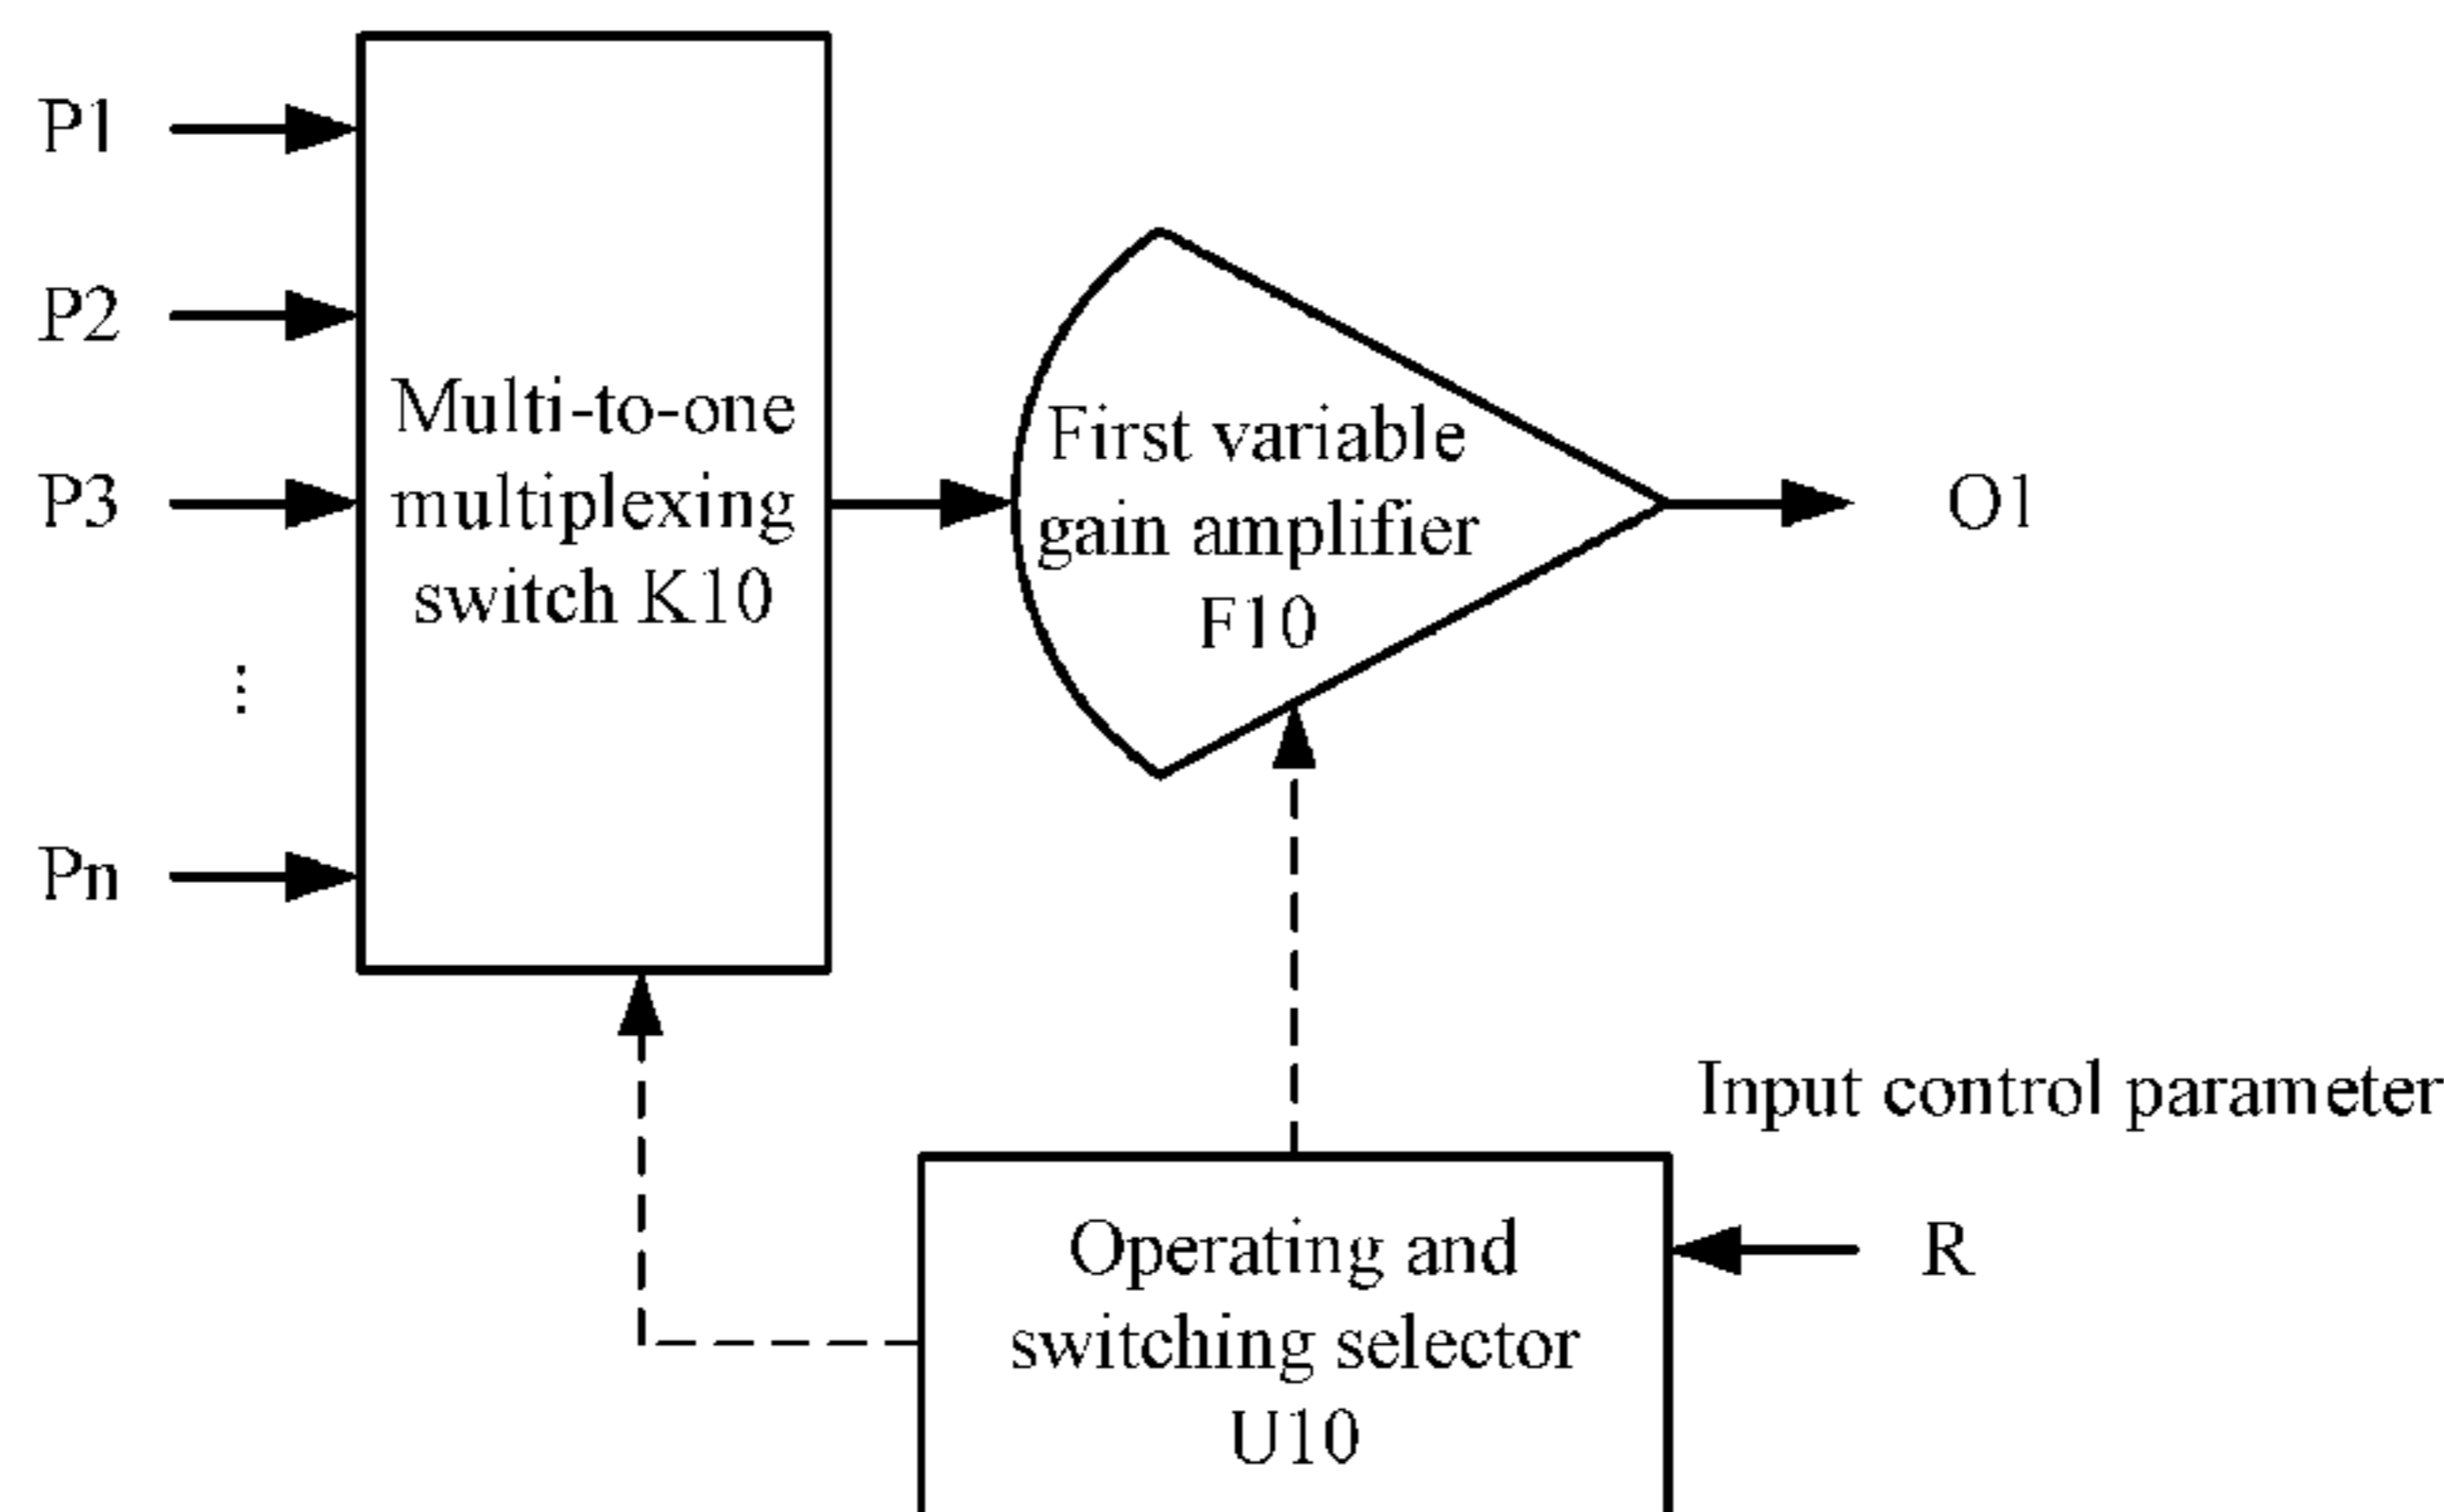 P1
P2
P3
⋮
Pn
Multi-to-one
multiplexing
switch K10
First variable
gain amplifier
F10
O1
Input control parameter
R
Operating and
switching selector
U10